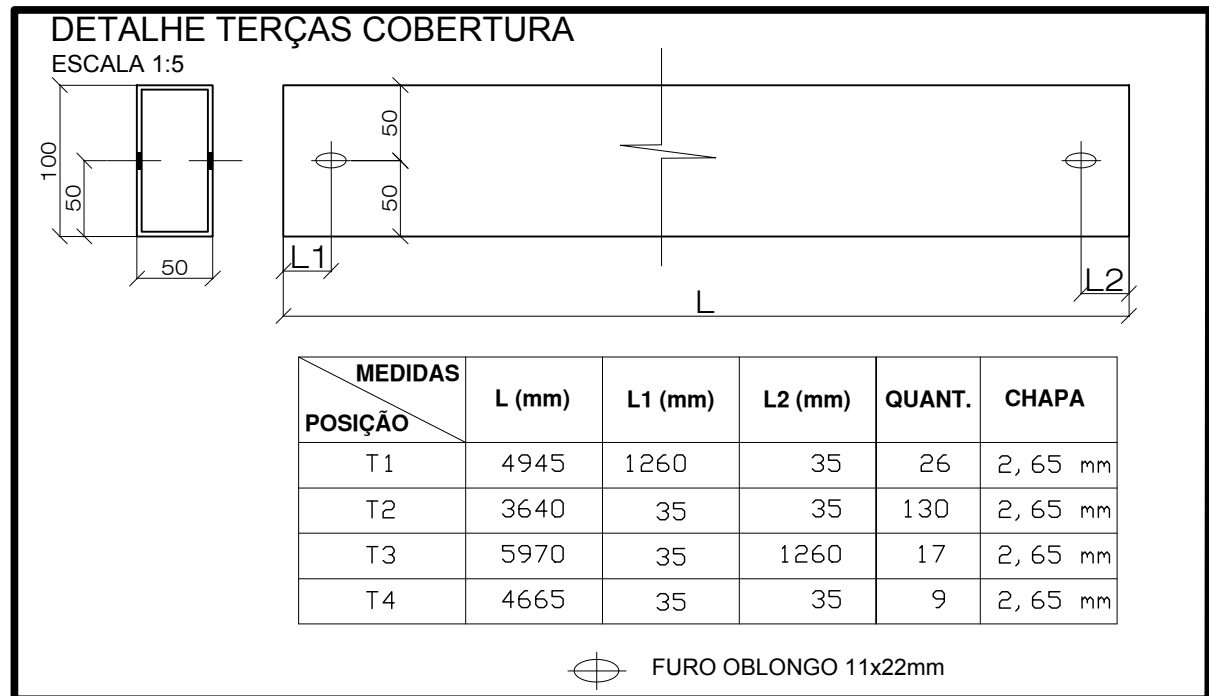 DETALHE TERÇAS COBERTURA
ESCALA 1:5
100
50
50
50
50
L1
L2
L
MEDIDAS
POSIÇÃO L (mm) L1 (mm) L2 (mm) QUANT. CHAPA
T1 4945 1260 35 26 2,65 mm
T2 3640 35 35 130 2,65 mm
T3 5970 35 1260 17 2,65 mm
T4 4665 35 35 9 2,65 mm
FURO OBLONGO 11x22mm